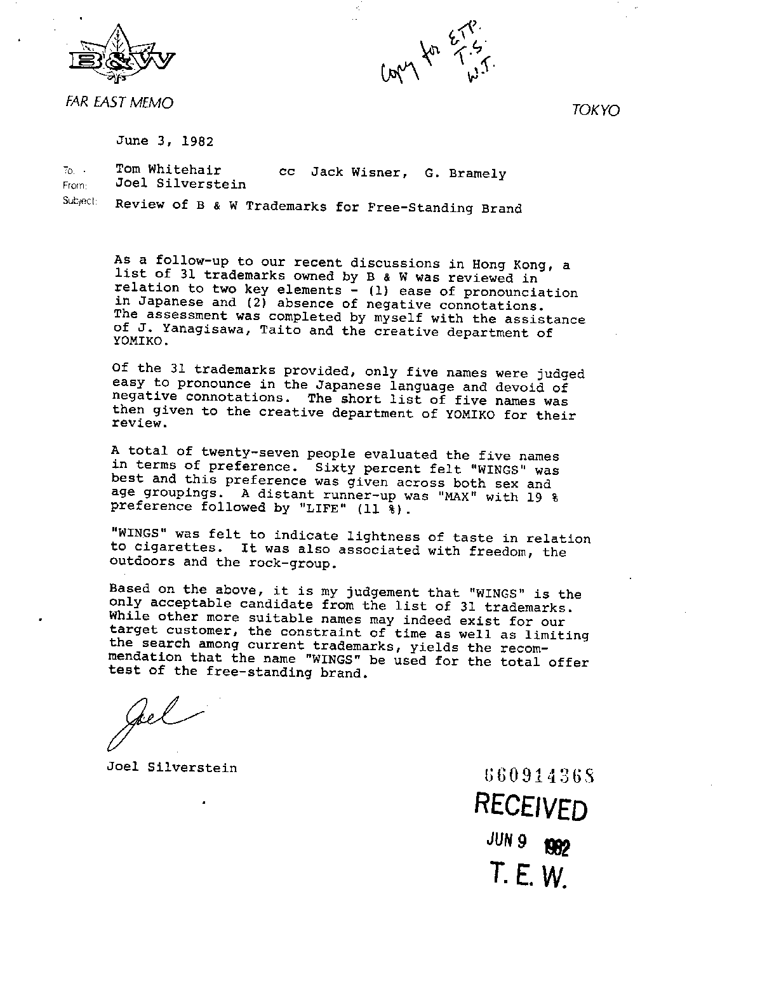 B&W
Copy for ETP.
T.S.
W.T.
FAR EAST MEMO
TOKYO
June 3, 1982
To: Tom Whitehair cc Jack Wisner, G. Bramely
From: Joel Silverstein
Subject: Review of B & W Trademarks for Free-Standing Brand
As a follow-up to our recent discussions in Hong Kong, a
list of 31 trademarks owned by B & W was reviewed in
relation to two key elements - (1) ease of pronounciation
in Japanese and (2) absence of negative connotations.
The assessment was completed by myself with the assistance
of J. Yanagisawa, Taito and the creative department of
YOMIKO.
Of the 31 trademarks provided, only five names were judged
easy to pronounce in the Japanese language and devoid of
negative connotations. The short list of five names was
then given to the creative department of YOMIKO for their
review.
A total of twenty-seven people evaluated the five names
in terms of preference. Sixty percent felt "WINGS" was
best and this preference was given across both sex and
age groupings. A distant runner-up was "MAX" with 19 %
preference followed by "LIFE" (11 %).
"WINGS" was felt to indicate lightness of taste in relation
to cigarettes. It was also associated with freedom, the
outdoors and the rock-group.
Based on the above, it is my judgement that "WINGS" is the
only acceptable candidate from the list of 31 trademarks.
While other more suitable names may indeed exist for our
target customer, the constraint of time as well as limiting
the search among current trademarks, yields the recom-
mendation that the name "WINGS" be used for the total offer
test of the free-standing brand.
Joel
Joel Silverstein
660914368
RECEIVED
JUN 9 1982
T. E. W.